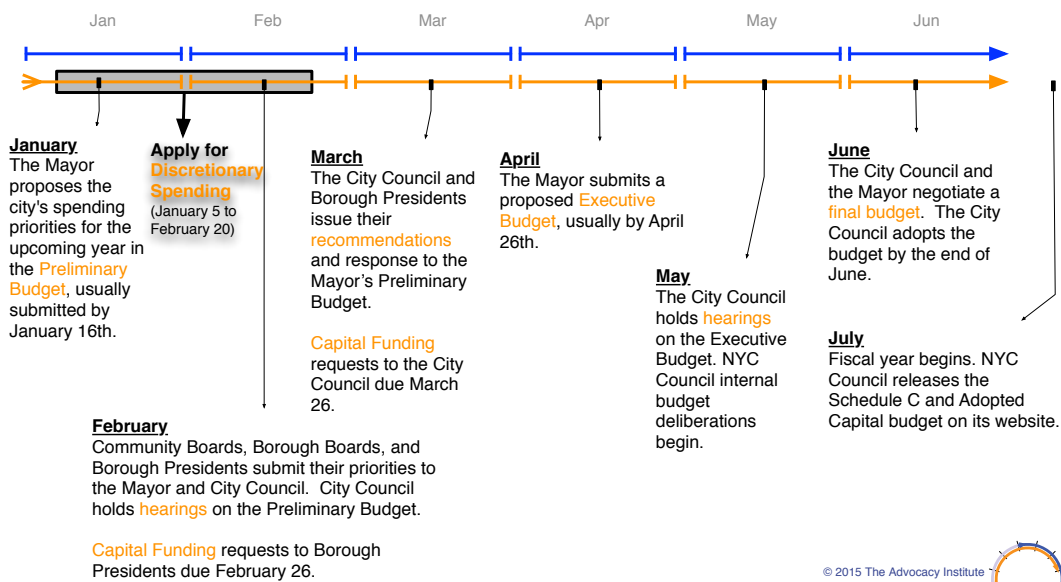 Jan Feb Mar Apr May Jun
January
The Mayor
proposes the
city's spending
priorities for the
upcoming year in
the Preliminary
Budget, usually
submitted by
January 16th.
Apply for
Discretionary
Spending
(January 5 to
February 20)
February
Community Boards, Borough Boards, and
Borough Presidents submit their priorities to
the Mayor and City Council.  City Council
holds hearings on the Preliminary Budget.
Capital Funding requests to Borough
Presidents due February 26.
March
The City Council and
Borough Presidents
issue their
recommendations
and response to the
Mayor's Preliminary
Budget.
Capital Funding
requests to the City
Council due March
26.
April
The Mayor submits a
proposed Executive
Budget, usually by April
26th.
May
The City Council
holds hearings
on the Executive
Budget. NYC
Council internal
budget
deliberations
begin.
June
The City Council and
the Mayor negotiate a
final budget.  The City
Council adopts the
budget by the end of
June.
July
Fiscal year begins. NYC
Council releases the
Schedule C and Adopted
Capital budget on its website.
© 2015 The Advocacy Institute